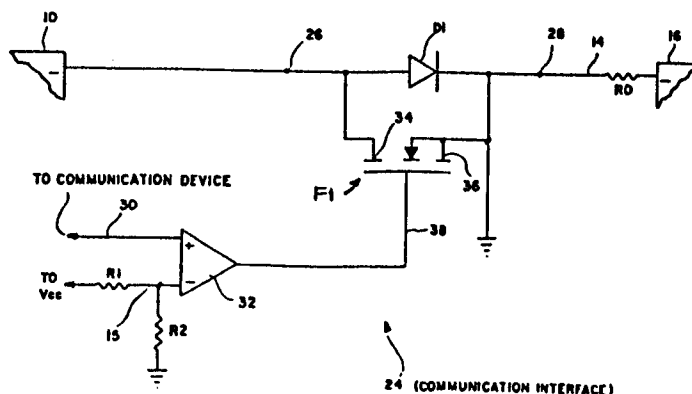 10
26
D1
28
14
16
−
−
RD
34
36
F1
TO COMMUNICATION DEVICE
30
38
+
−
TO
Vcc
R1
32
15
R2
24 (COMMUNICATION INTERFACE)